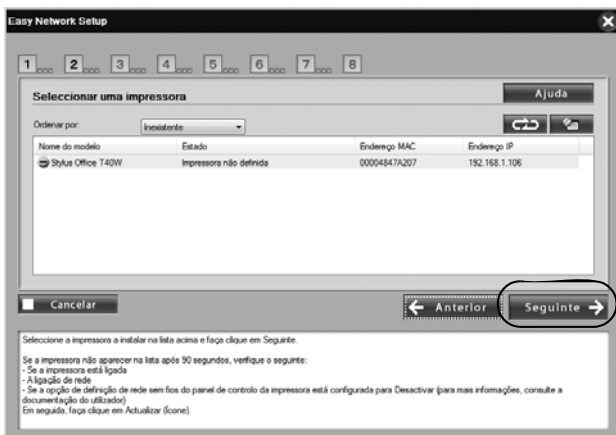 Easy Network Setup
1 2 3 4 5 6 7 8
Seleccionar uma impressora
Ajuda
Ordenar por: Inexistente
Nome do modelo Estado Endereço MAC Endereço IP
Stylus Office T40W Impressora não definida 00004847A207 192.168.1.106
Cancelar Anterior Seguinte
Seleccione a impressora a instalar na lista acima e faça clique em Seguinte.
Se a impressora não aparecer na lista após 90 segundos, verifique o seguinte:
- Se a impressora está ligada
- A ligação de rede
- Se a opção de definição de rede sem fios do painel de controlo da impressora está configurada para Desactivar (para mais informações, consulte a
documentação do utilizador)
Em seguida, faça clique em Actualizar (ícone).